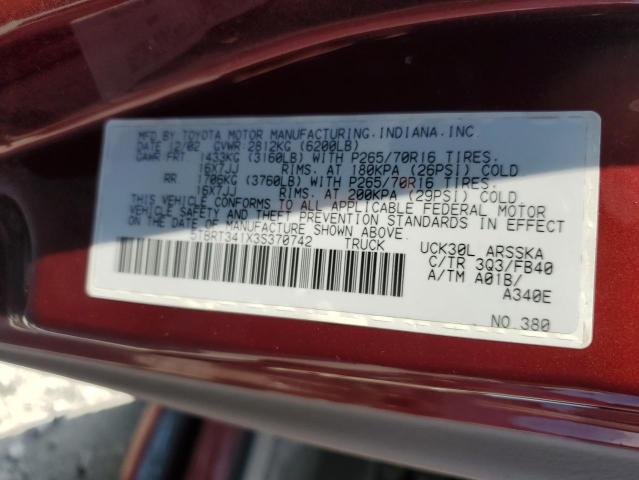 MFD.BY TOYOTA MOTOR MANUFACTURING.INDIANA.INC.
DATE 12/02 GVWR 2812KG (6200LB)
GAWR FRT 1433KG (3160LB) WITH P265/70R16 TIRES.
16X7JJ RIMS. AT 180KPA (26PSI) COLD
RR 1706KG (3760LB) WITH P265/70R16 TIRES.
16X7JJ RIMS. AT 200KPA (29PSI) COLD
THIS VEHICLE CONFORMS TO ALL APPLICABLE FEDERAL MOTOR
VEHICLE SAFETY AND THEFT PREVENTION STANDARDS IN EFFECT
ON THE DATE OF MANUFACTURE SHOWN ABOVE.
5TBRT341X3S370742 TRUCK
UCK30L ARSSKA
C/TR 3Q3/FB40
A/TM A01B/
A340E
NO.380